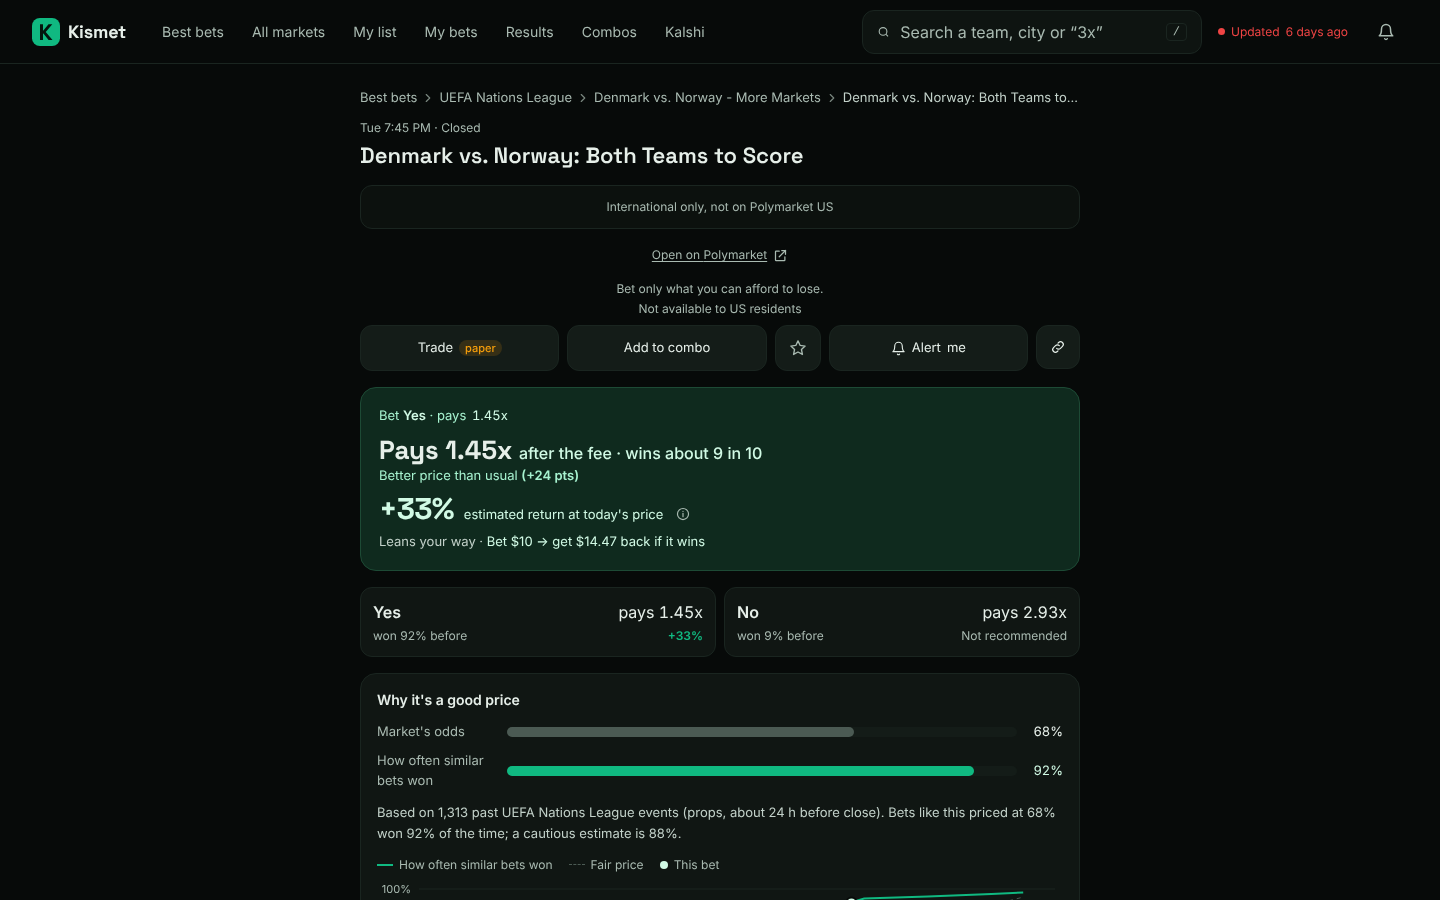 Kismet
Best bets
All markets
My list
My bets
Results
Combos
Kalshi
Search a team, city or “3x”
/
Updated 6 days ago
Best bets > UEFA Nations League > Denmark vs. Norway - More Markets > Denmark vs. Norway: Both Teams to...
Tue 7:45 PM · Closed
Denmark vs. Norway: Both Teams to Score
International only, not on Polymarket US
Open on Polymarket
Bet only what you can afford to lose.
Not available to US residents
Trade paper
Add to combo
Alert me
Bet Yes · pays 1.45x
Pays 1.45x after the fee · wins about 9 in 10
Better price than usual (+24 pts)
+33% estimated return at today's price
Leans your way · Bet $10 → get $14.47 back if it wins
Yes
pays 1.45x
won 92% before
+33%
No
pays 2.93x
won 9% before
Not recommended
Why it's a good price
Market's odds
68%
How often similar
bets won
92%
Based on 1,313 past UEFA Nations League events (props, about 24 h before close). Bets like this priced at 68%
won 92% of the time; a cautious estimate is 88%.
How often similar bets won
Fair price
This bet
100%